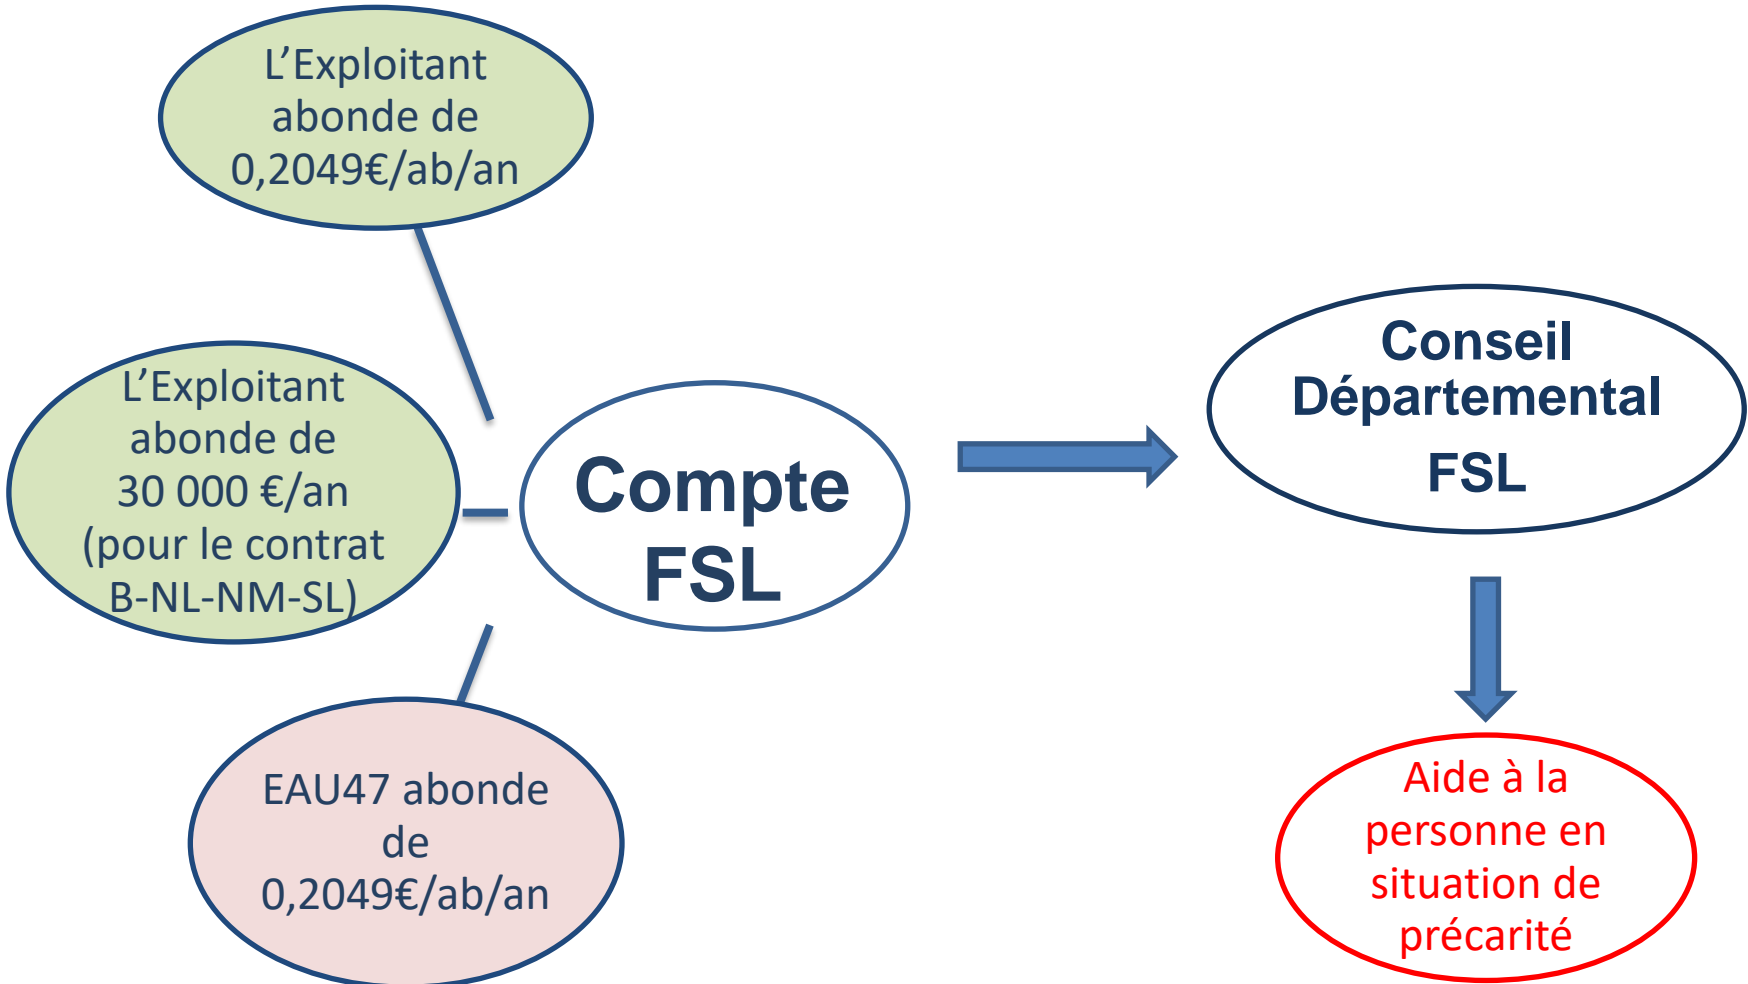 L’Exploitant
abonde de
0,2049€/ab/an
L’Exploitant
abonde de
30 000 €/an
(pour le contrat
B-NL-NM-SL)
EAU47 abonde
de
0,2049€/ab/an
Compte
FSL
Conseil
Départemental
FSL
Aide à la
personne en
situation de
précarité